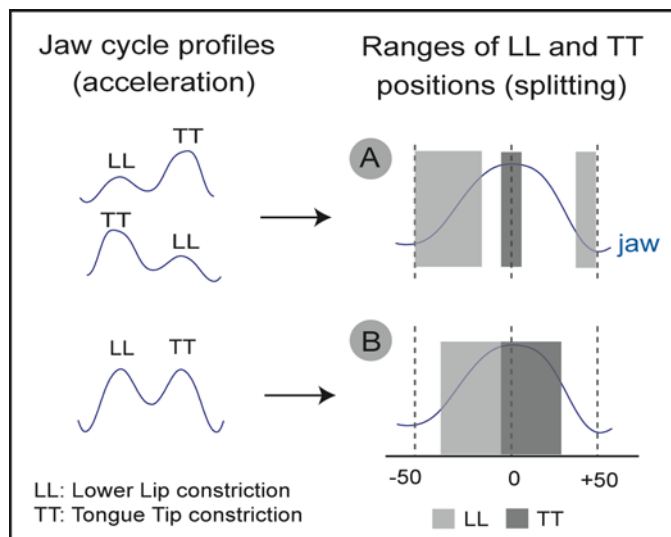 Jaw cycle profiles
(acceleration)
Ranges of LL and TT
positions (splitting)
TT
LL
TT
LL
A
jaw
LL
TT
B
LL: Lower Lip constriction
TT: Tongue Tip constriction
-50
0
+50
LL
TT